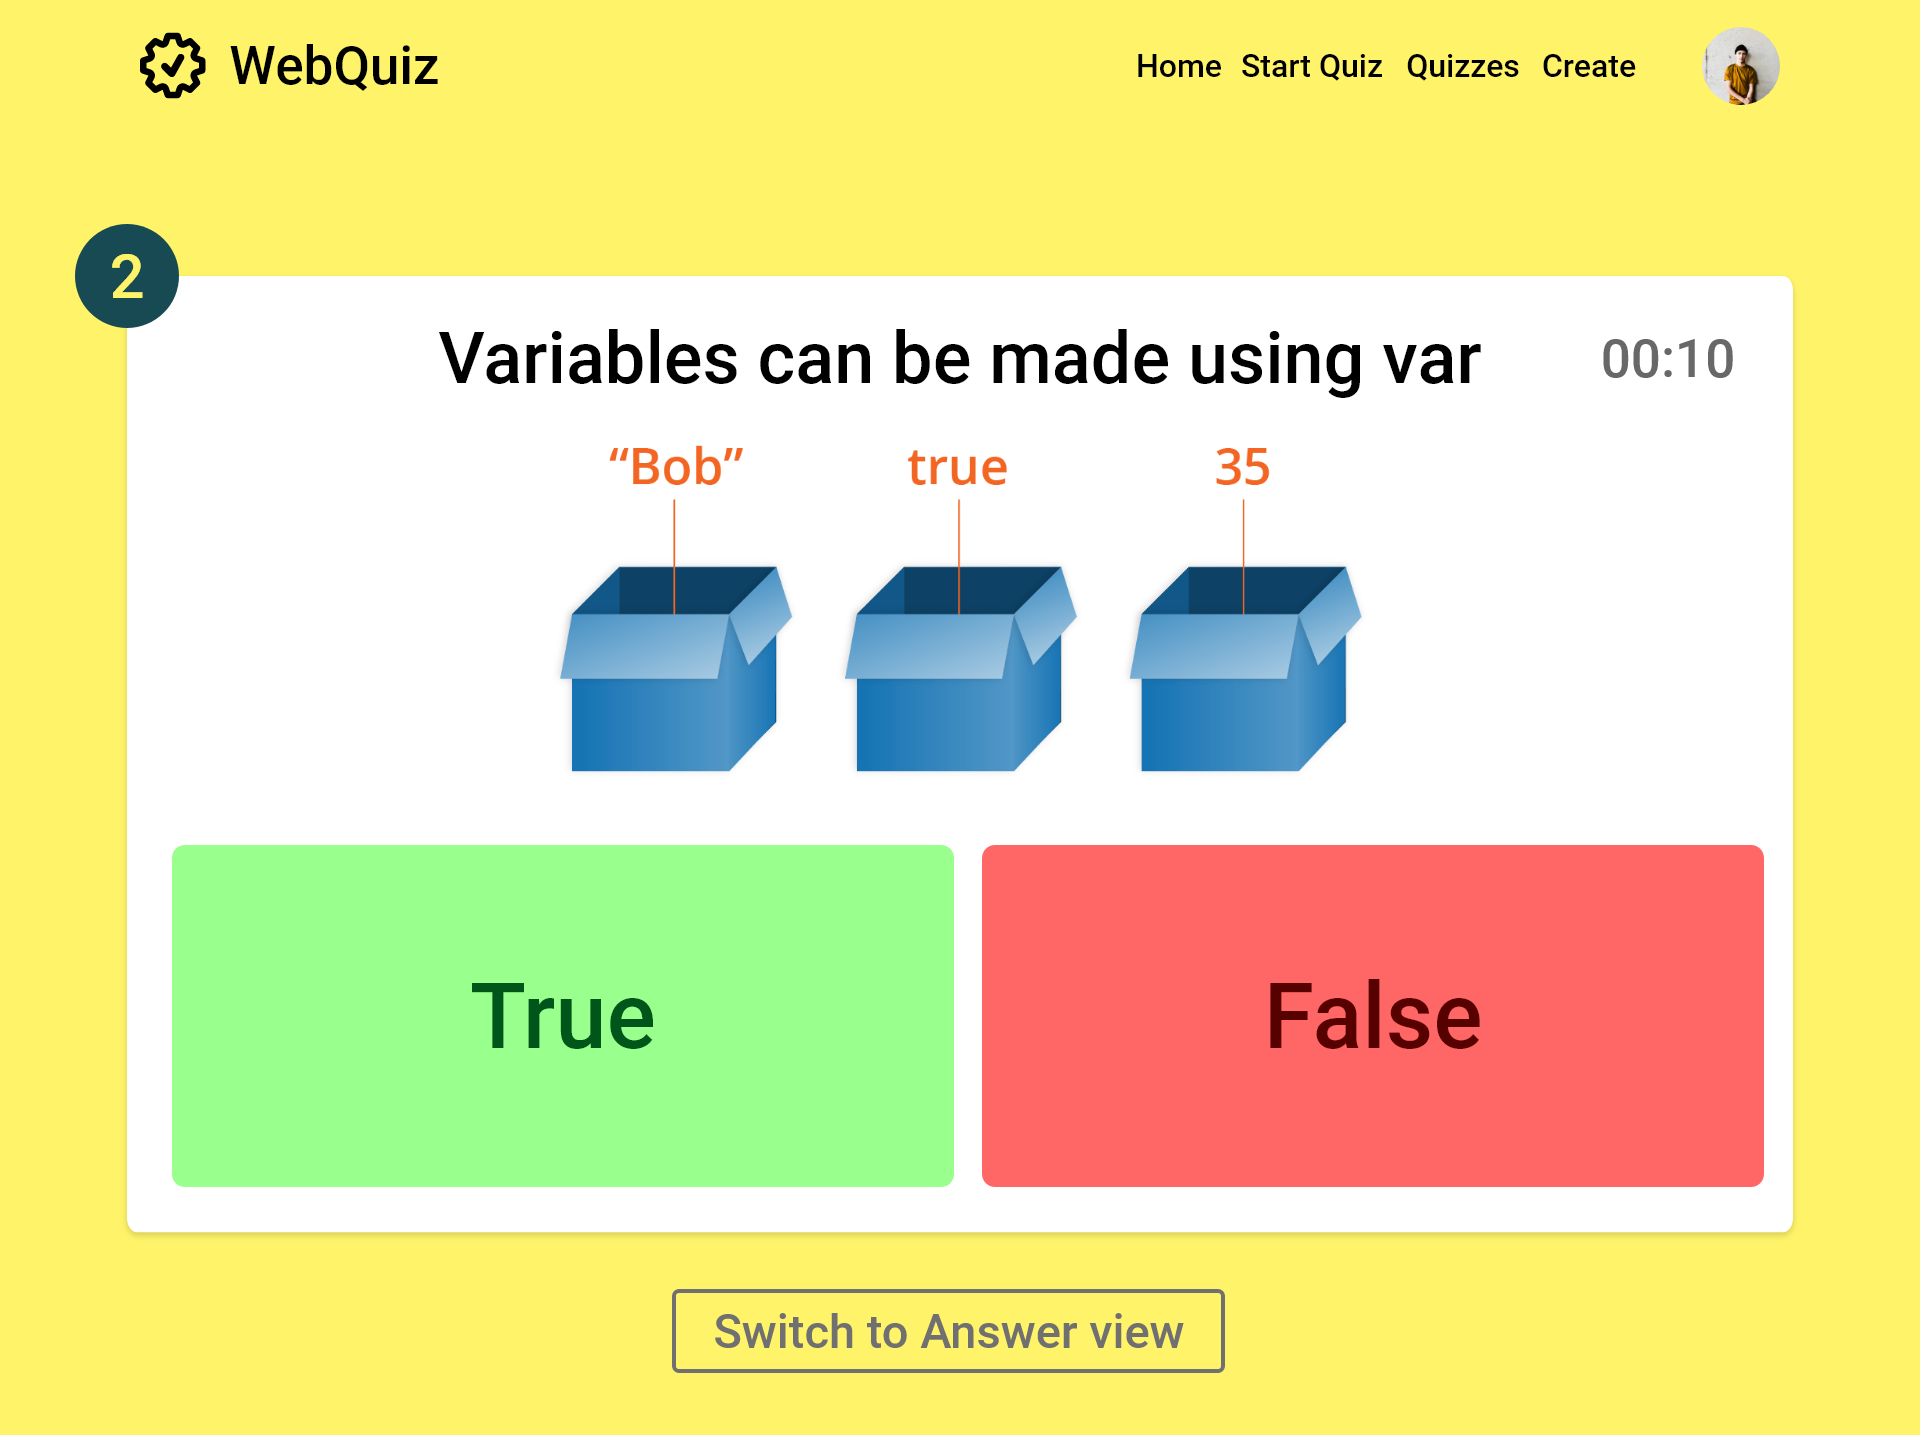 WebQuiz
Home Start Quiz Quizzes Create
2
Variables can be made using var
00:10
“Bob” true 35
True
False
Switch to Answer view